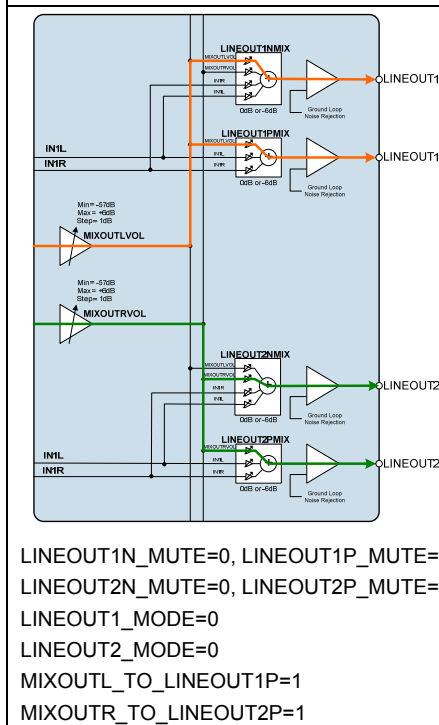 LINEOUT1NMIX
MIXOUTLVOL
MIXOUTRVOL
IN1R
IN1L
0dB or -6dB
Ground Loop
Noise Rejection
LINEOUT1
LINEOUT1PMIX
MIXOUTLVOL
IN1L
IN1R
0dB or -6dB
Ground Loop
Noise Rejection
LINEOUT1
IN1L
IN1R
Min = -57dB
Max = +6dB
Step = 1dB
MIXOUTLVOL
Min = -57dB
Max = +6dB
Step = 1dB
MIXOUTRVOL
LINEOUT2NMIX
MIXOUTLVOL
MIXOUTRVOL
IN1R
IN1L
0dB or -6dB
Ground Loop
Noise Rejection
LINEOUT2
LINEOUT2PMIX
MIXOUTRVOL
IN1L
IN1R
0dB or -6dB
Ground Loop
Noise Rejection
LINEOUT2
IN1L
IN1R
LINEOUT1N_MUTE=0, LINEOUT1P_MUTE=
LINEOUT2N_MUTE=0, LINEOUT2P_MUTE=
LINEOUT1_MODE=0
LINEOUT2_MODE=0
MIXOUTL_TO_LINEOUT1P=1
MIXOUTR_TO_LINEOUT2P=1